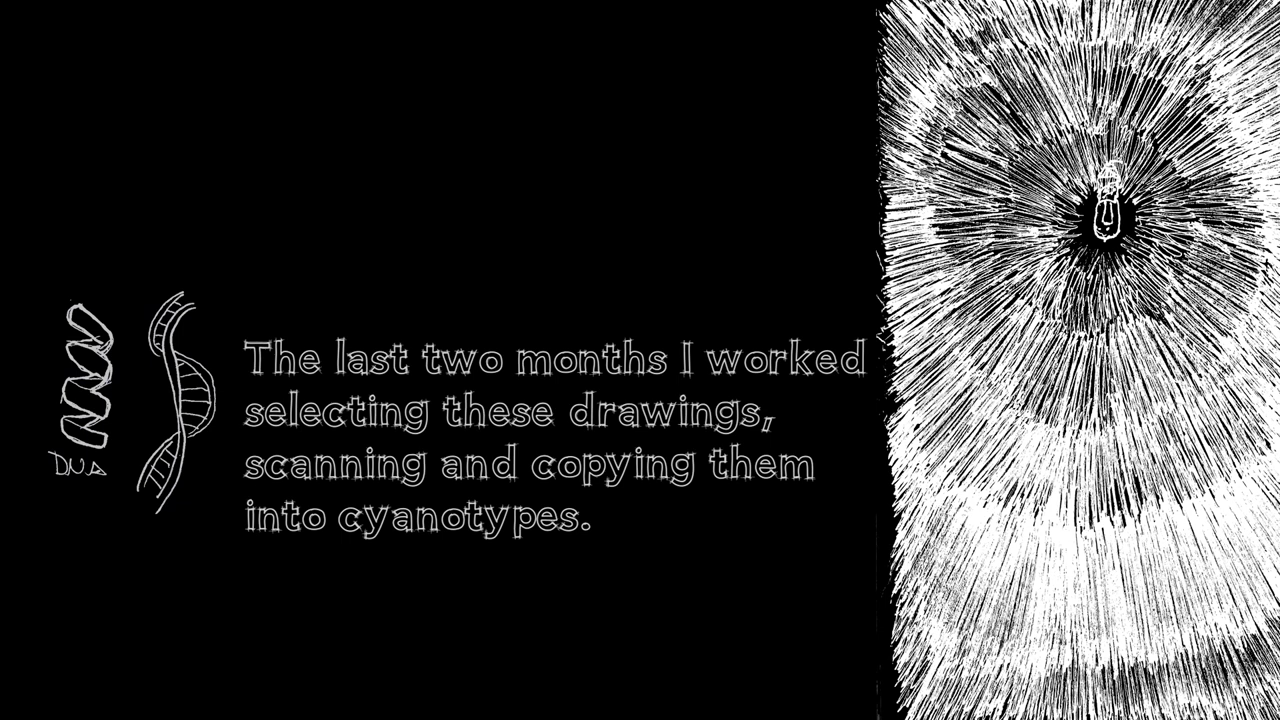 DNA
The last two months I worked
selecting these drawings,
scanning and copying them
into cyanotypes.